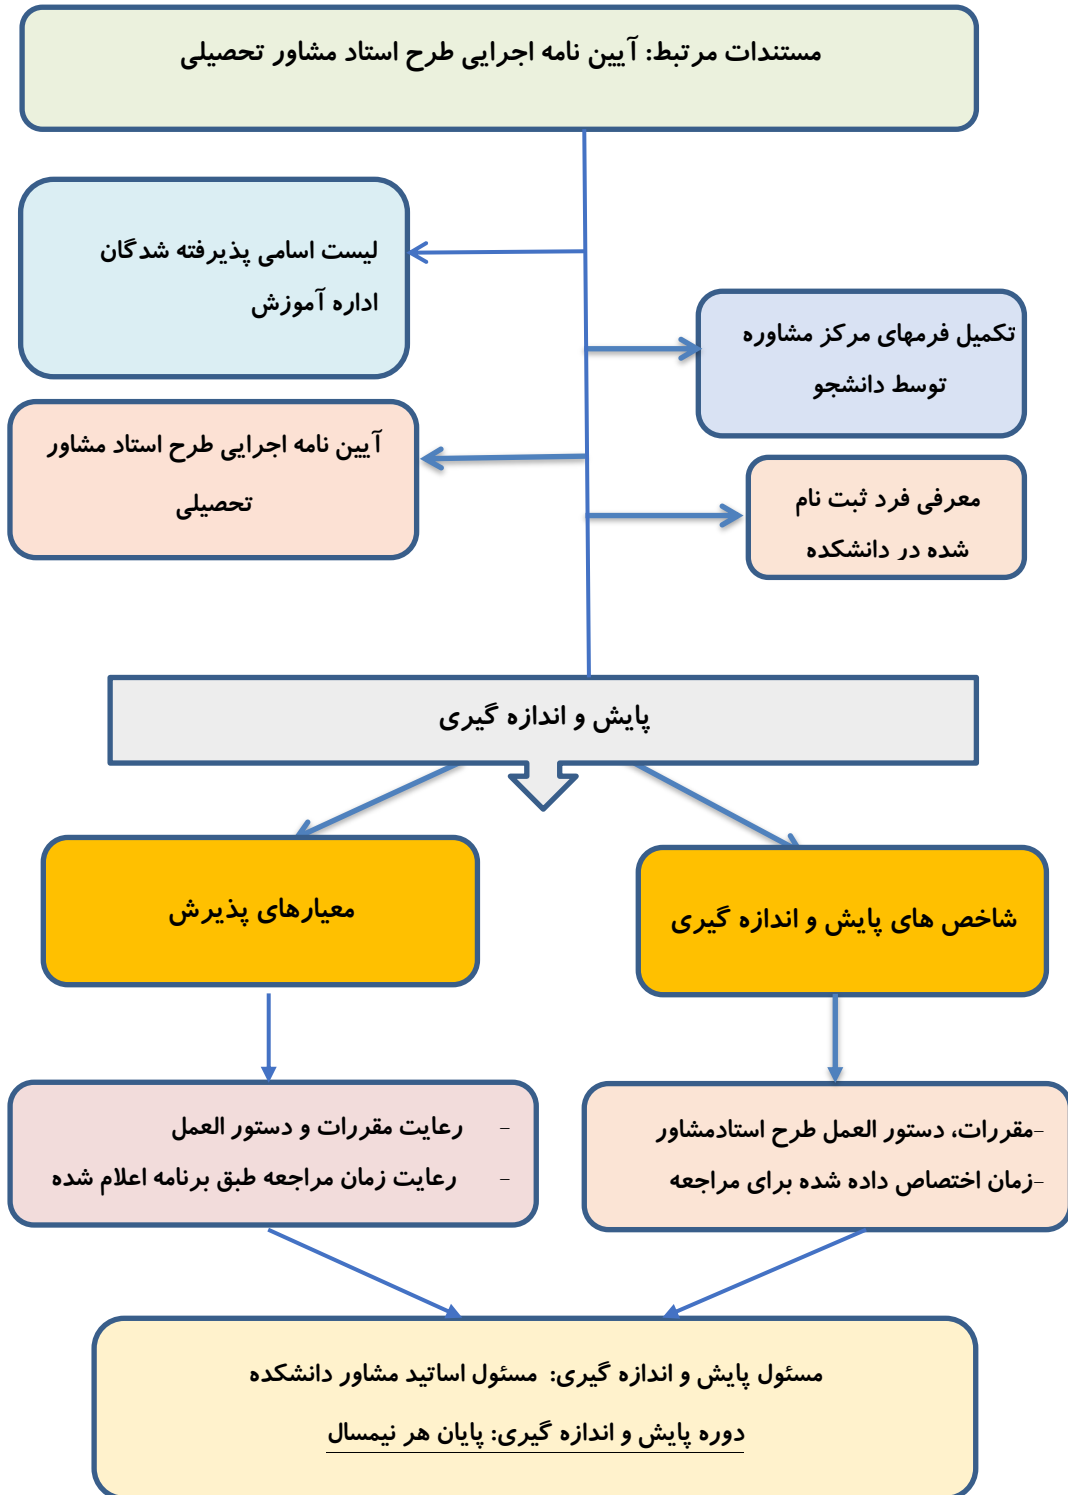 مستندات مرتبط: آیین نامه اجرایی طرح استاد مشاور تحصیلی
لیست اسامی پذیرفته شدگان
اداره آموزش
تکمیل فرمهای مرکز مشاوره
توسط دانشجو
آیین نامه اجرایی طرح استاد مشاور
تحصیلی
معرفی فرد ثبت نام
شده در دانشکده
پایش و اندازه گیری
شاخص های پایش و اندازه گیری
معیارهای پذیرش
-مقررات، دستور العمل طرح استادمشاور
-زمان اختصاص داده شده برای مراجعه
- رعایت مقررات و دستور العمل
- رعایت زمان مراجعه طبق برنامه اعلام شده
مسئول پایش و اندازه گیری: مسئول اساتید مشاور دانشکده
دوره پایش و اندازه گیری: پایان هر نیمسال